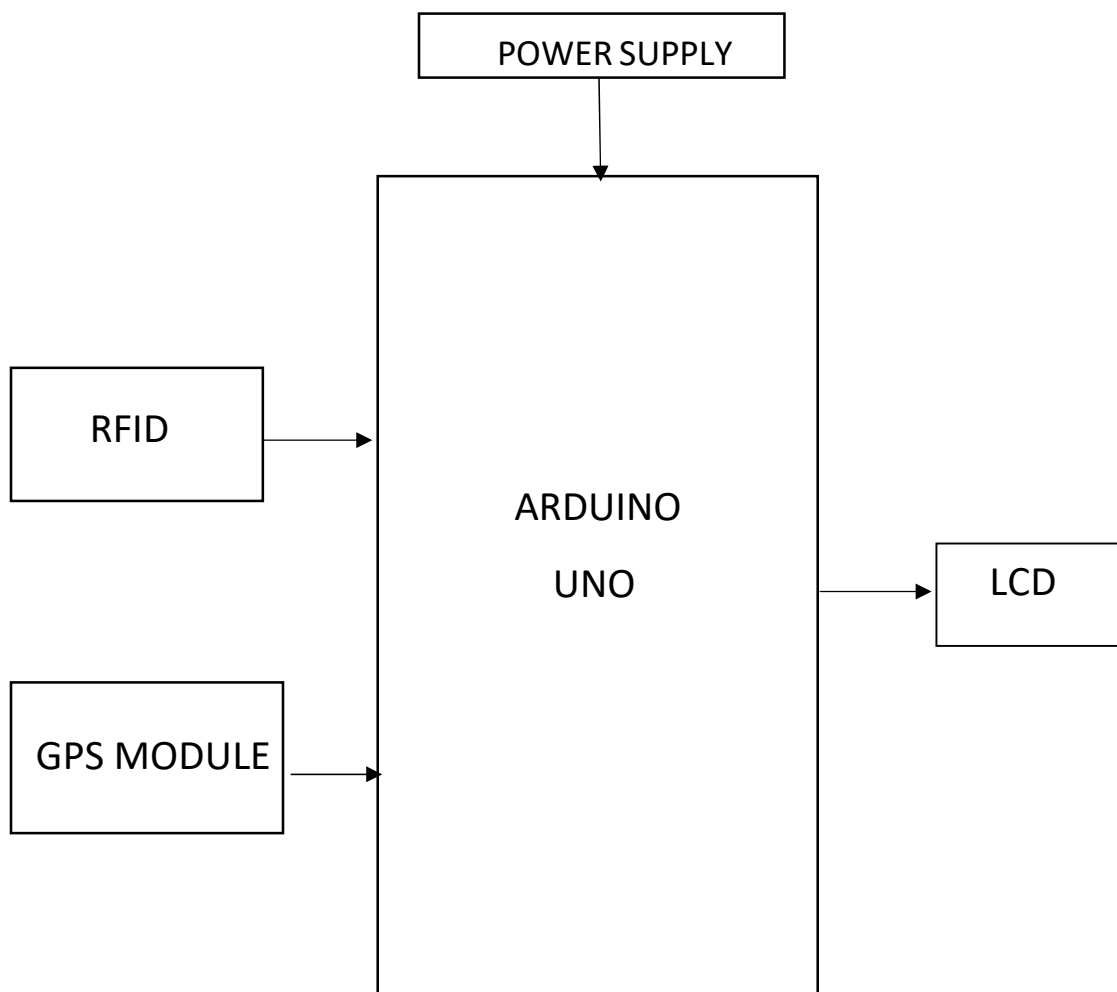 POWER SUPPLY
RFID
ARDUINO
UNO
LCD
GPS MODULE